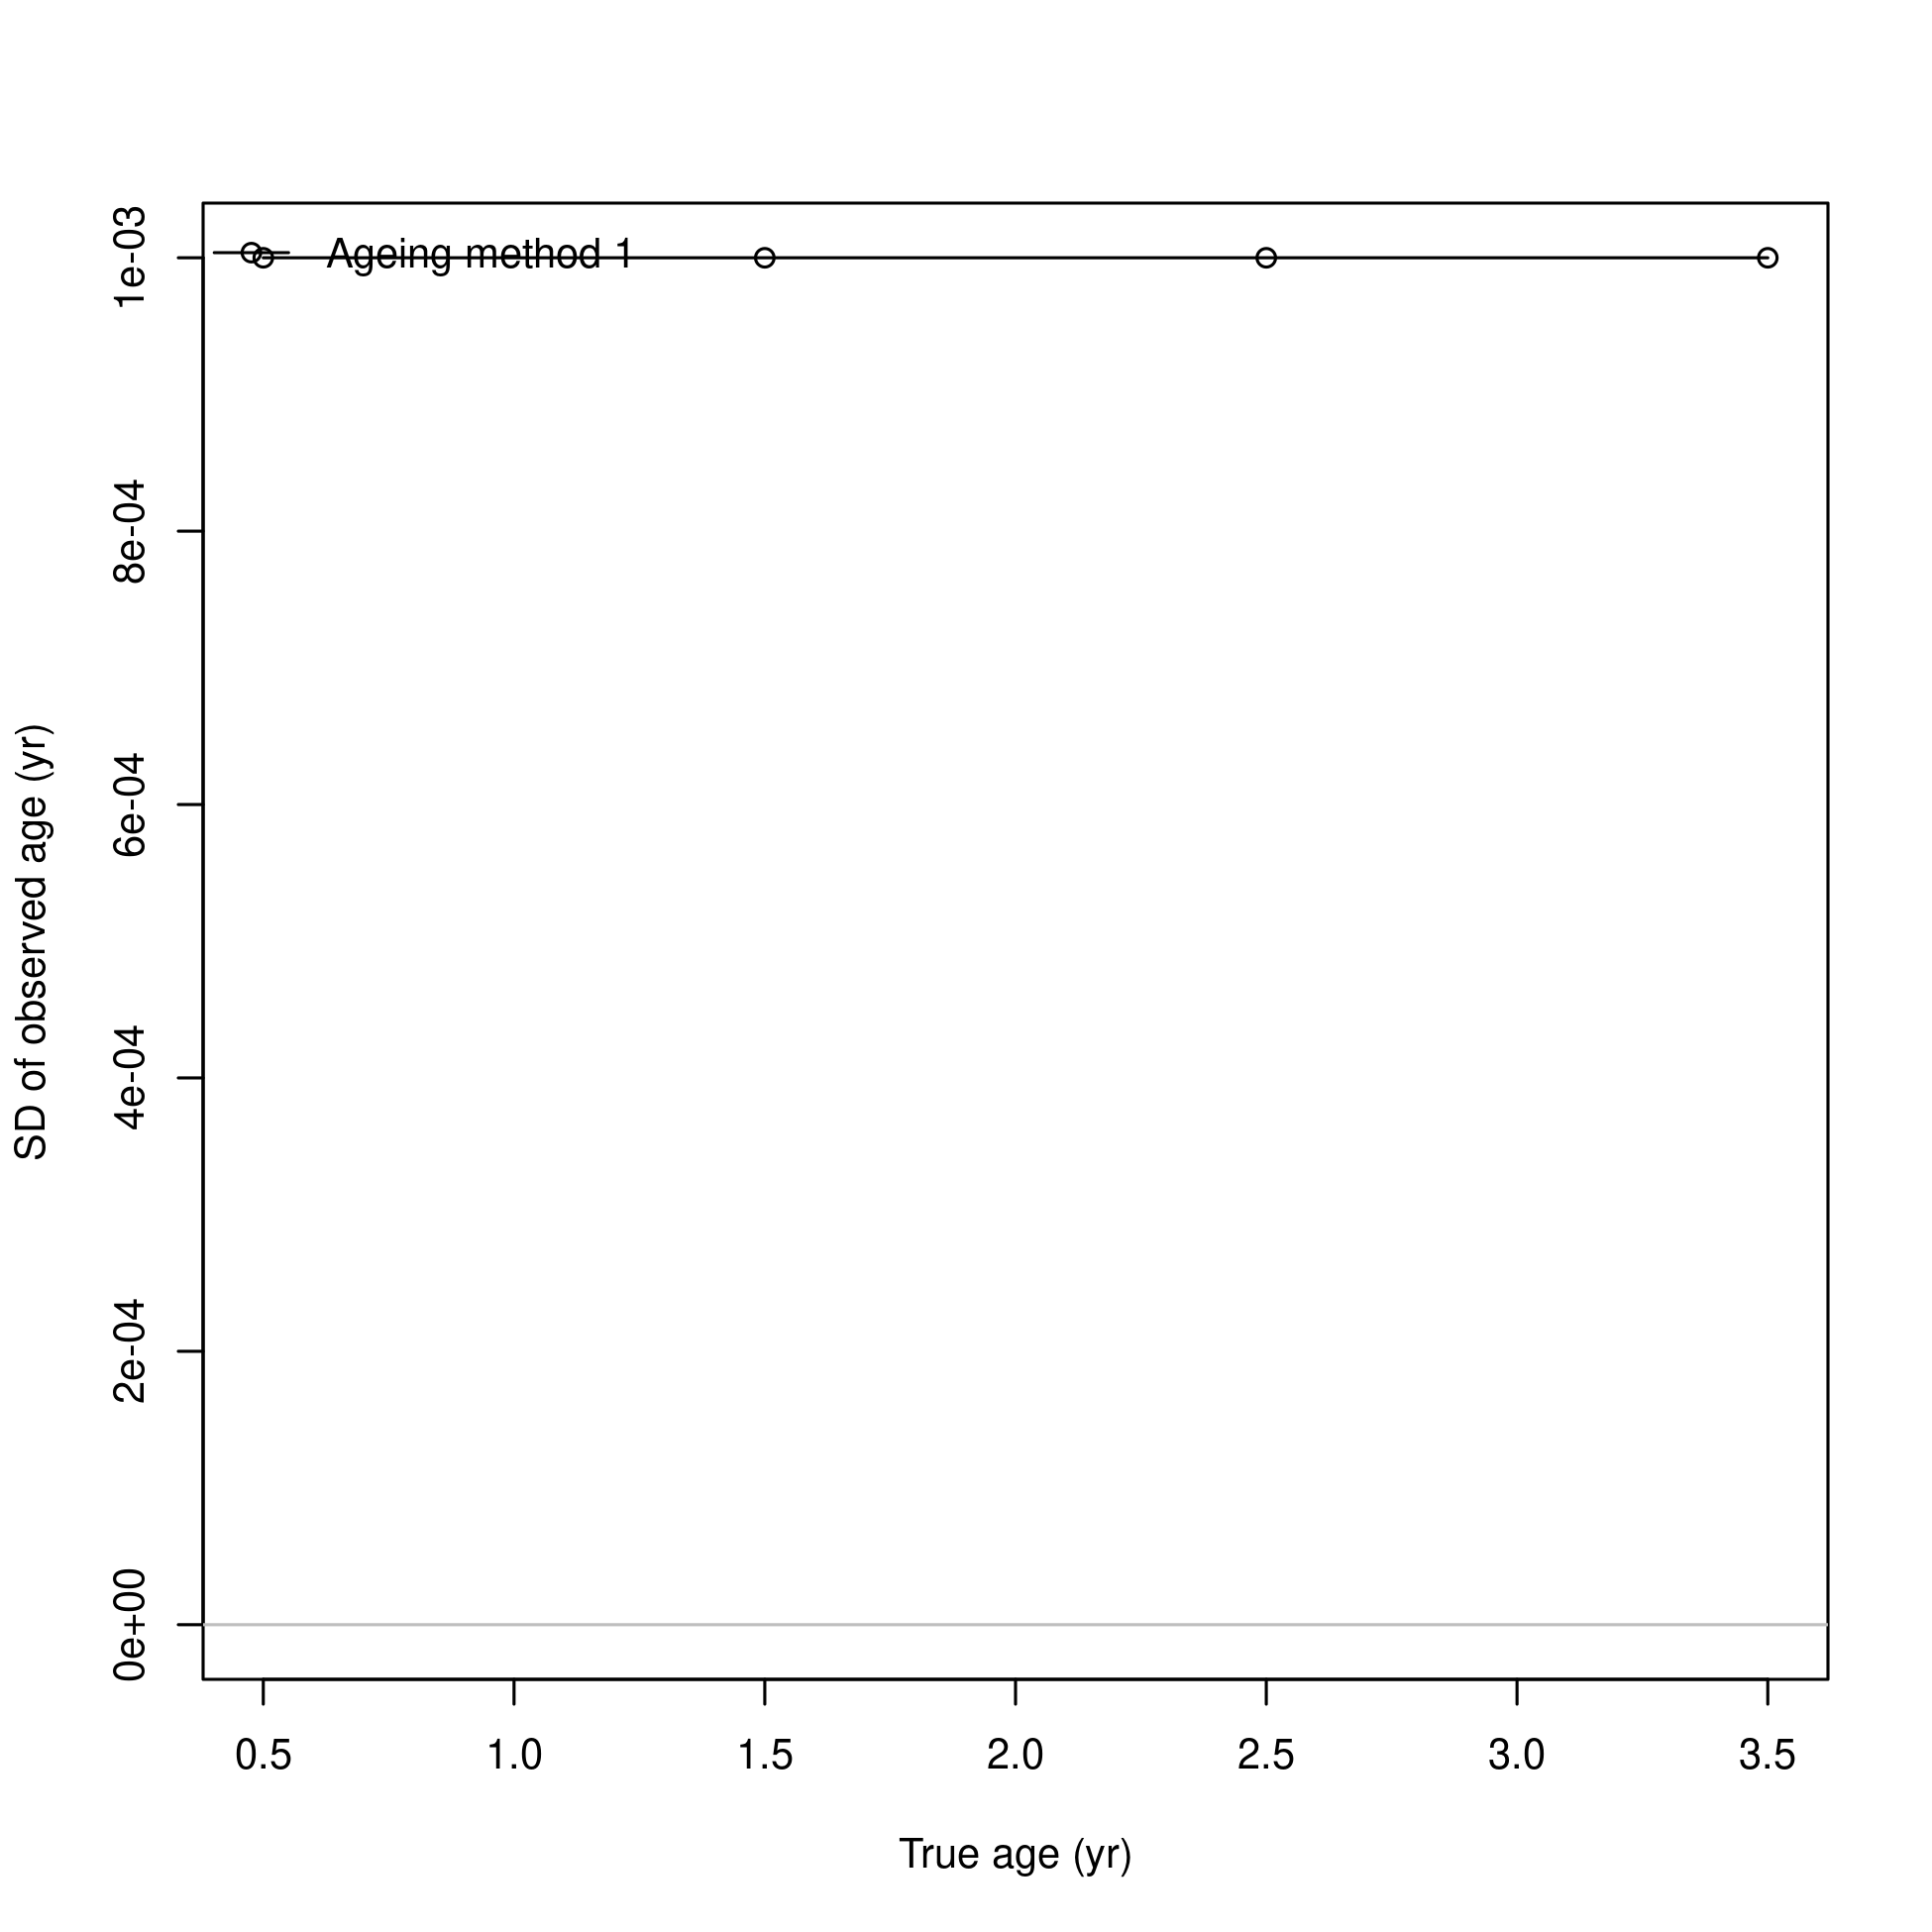 Ageing method 1
SD of observed age (yr)
1e-03
8e-04
6e-04
4e-04
2e-04
0e+00
0.5 1.0 1.5 2.0 2.5 3.0 3.5
True age (yr)